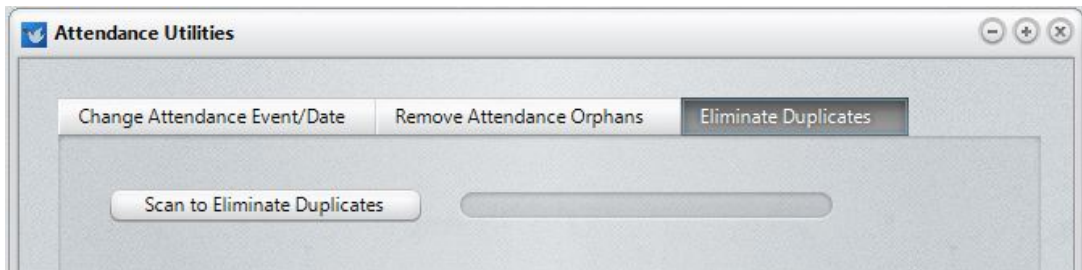 Attendance Utilities
Change Attendance Event/Date Remove Attendance Orphans Eliminate Duplicates
Scan to Eliminate Duplicates